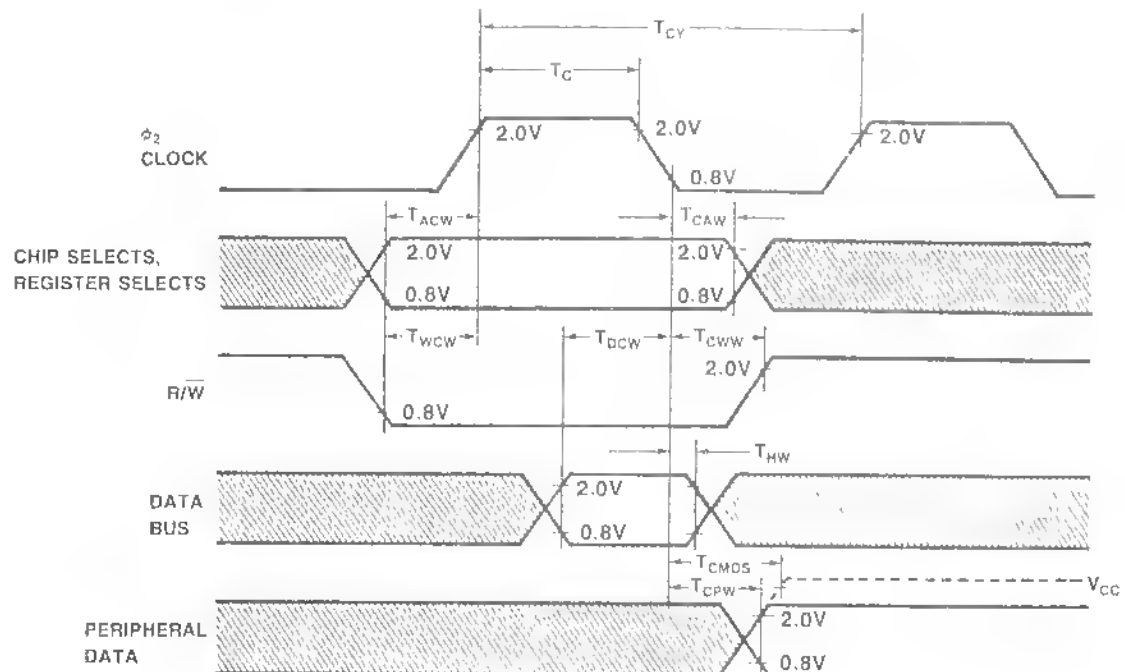 T_CY
T_C
φ2
CLOCK
2.0V
2.0V
2.0V
0.8V
T_ACW
T_CAW
CHIP SELECTS,
REGISTER SELECTS
2.0V
2.0V
0.8V
0.8V
T_WCW
T_DCW
T_CWW
R/W̅
2.0V
0.8V
T_HW
DATA
BUS
2.0V
0.8V
T_CMOS
T_CPW
V_CC
PERIPHERAL
DATA
2.0V
0.8V